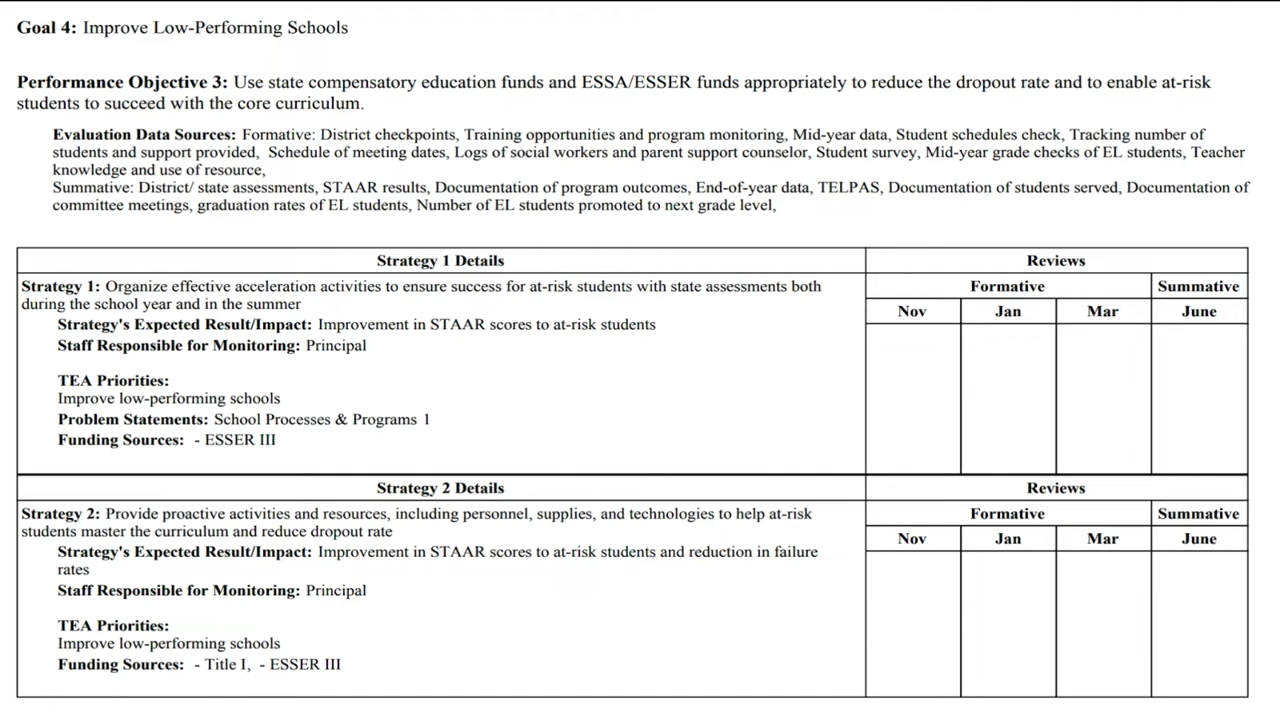 Goal 4: Improve Low-Performing Schools
Performance Objective 3: Use state compensatory education funds and ESSA/ESSER funds appropriately to reduce the dropout rate and to enable at-risk
students to succeed with the core curriculum.
Evaluation Data Sources: Formative: District checkpoints, Training opportunities and program monitoring, Mid-year data, Student schedules check, Tracking number of
students and support provided, Schedule of meeting dates, Logs of social workers and parent support counselor, Student survey, Mid-year grade checks of EL students, Teacher
knowledge and use of resource,
Summative: District/ state assessments, STAAR results, Documentation of program outcomes, End-of-year data, TELPAS, Documentation of students served, Documentation of
committee meetings, graduation rates of EL students, Number of EL students promoted to next grade level,
Strategy 1 Details
Reviews
Strategy 1: Organize effective acceleration activities to ensure success for at-risk students with state assessments both
during the school year and in the summer
Strategy's Expected Result/Impact: Improvement in STAAR scores to at-risk students
Staff Responsible for Monitoring: Principal
TEA Priorities:
Improve low-performing schools
Problem Statements: School Processes & Programs 1
Funding Sources: - ESSER III
Formative
Summative
Nov
Jan
Mar
June
Strategy 2 Details
Reviews
Strategy 2: Provide proactive activities and resources, including personnel, supplies, and technologies to help at-risk
students master the curriculum and reduce dropout rate
Strategy's Expected Result/Impact: Improvement in STAAR scores to at-risk students and reduction in failure
rates
Staff Responsible for Monitoring: Principal
TEA Priorities:
Improve low-performing schools
Funding Sources: - Title I, - ESSER III
Formative
Summative
Nov
Jan
Mar
June